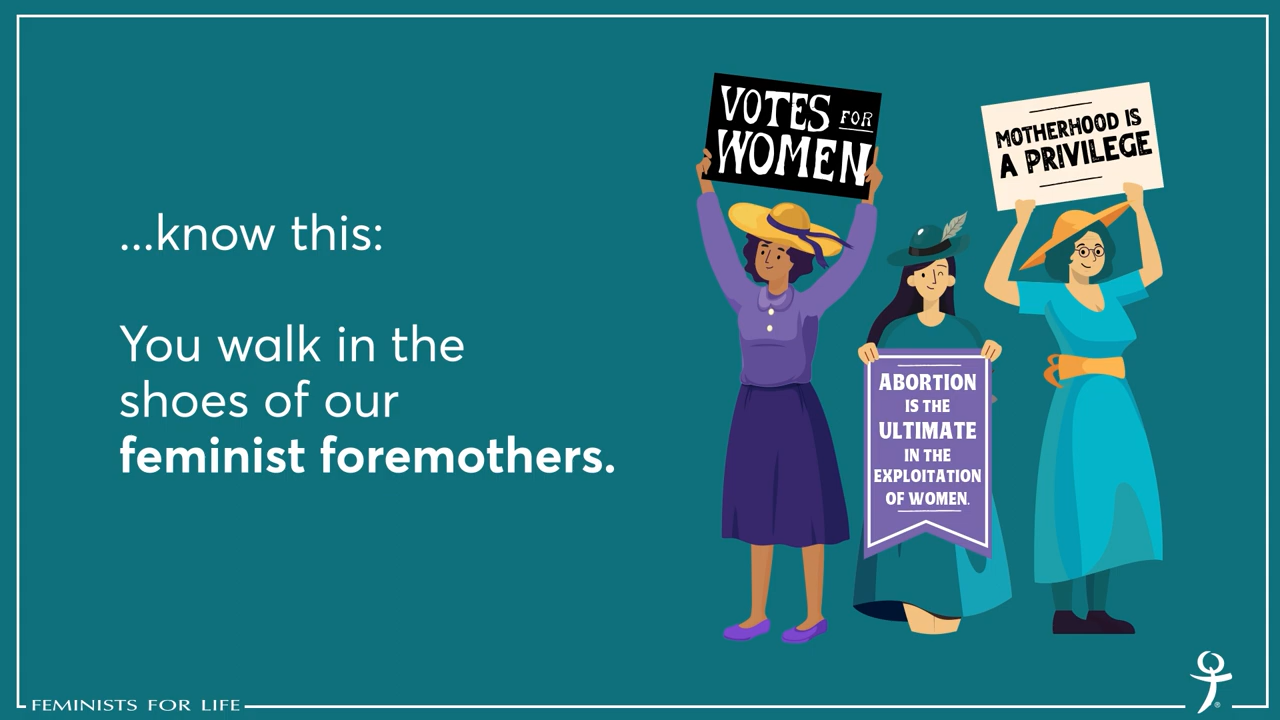 ...know this:
You walk in the
shoes of our
feminist foremothers.
VOTES FOR
WOMEN
ABORTION
IS THE
ULTIMATE
IN THE
EXPLOITATION
OF WOMEN.
MOTHERHOOD IS
A PRIVILEGE
FEMINISTS FOR LIFE
®